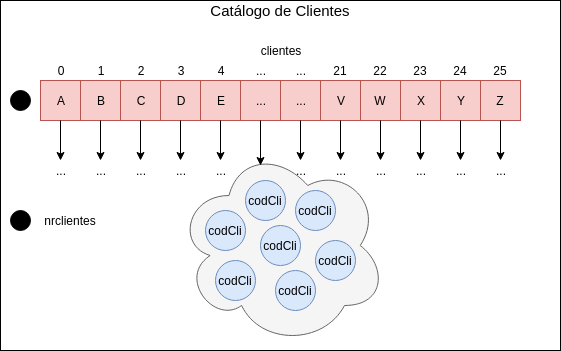 Catálogo de Clientes
clientes
0 1 2 3 4 ... ... 21 22 23 24 25
A B C D E ... ... V W X Y Z
... ... ... ... ... ... ... ... ... ... ...
codCli
codCli
nrclientes
codCli
codCli
codCli
codCli
codCli